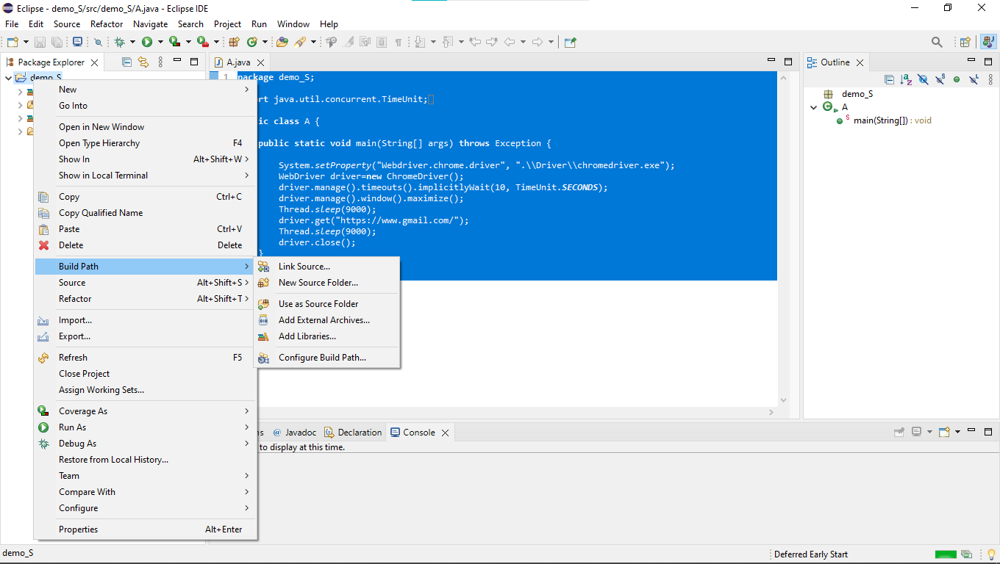 Eclipse - demo_S/src/demo_S/A.java - Eclipse IDE
File Edit Source Refactor Navigate Search Project Run Window Help
Package Explorer
demo_S
New
Go Into
Open in New Window
Open Type Hierarchy F4
Show In Alt+Shift+W >
Show in Local Terminal
Copy Ctrl+C
Copy Qualified Name
Paste Ctrl+V
Delete Delete
Build Path
Source Alt+Shift+S >
Refactor Alt+Shift+T >
Import...
Export...
Refresh F5
Close Project
Assign Working Sets...
Coverage As
Run As
Debug As
Restore from Local History...
Team
Compare With
Configure
Properties Alt+Enter
Link Source...
New Source Folder...
Use as Source Folder
Add External Archives...
Add Libraries...
Configure Build Path...
A.java
1 package demo_S;
rt java.util.concurrent.TimeUnit;
ic class A {
public static void main(String[] args) throws Exception {
System.setProperty("Webdriver.chrome.driver", ".\\Driver\\chromedriver.exe");
WebDriver driver=new ChromeDriver();
driver.manage().timeouts().implicitlyWait(10, TimeUnit.SECONDS);
driver.manage().window().maximize();
Thread.sleep(9000);
driver.get("https://www.gmail.com/");
Thread.sleep(9000);
driver.close();
}
Outline
demo_S
A
main(String[]) : void
ms @ Javadoc Declaration Console
to display at this time.
demo_S
Deferred Early Start